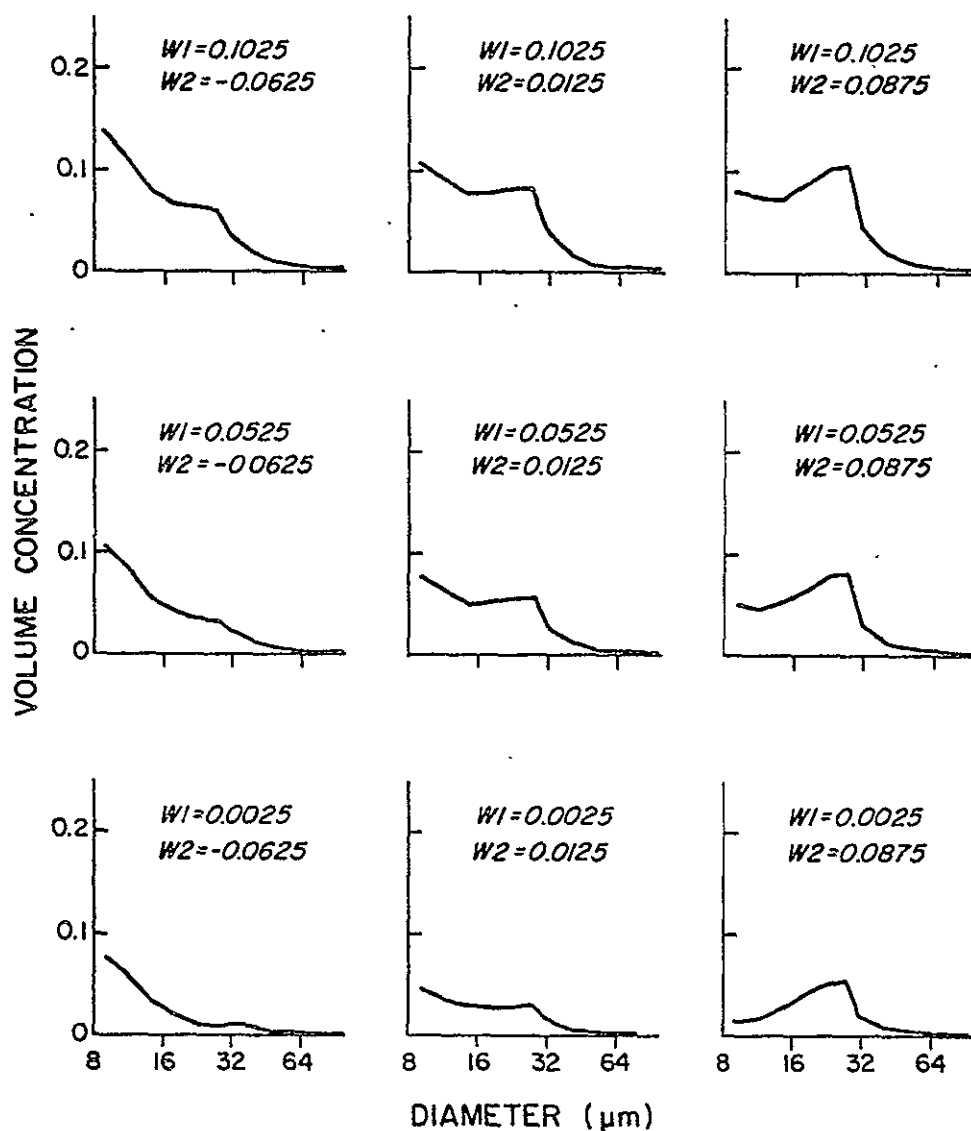 VOLUME CONCENTRATION
0.2
0.1
0
W1=0.1025
W2=-0.0625
W1=0.1025
W2=0.0125
W1=0.1025
W2=0.0875
0.2
0.1
0
W1=0.0525
W2=-0.0625
W1=0.0525
W2=0.0125
W1=0.0525
W2=0.0875
0.2
0.1
0
W1=0.0025
W2=-0.0625
W1=0.0025
W2=0.0125
W1=0.0025
W2=0.0875
8 16 32 64
8 16 32 64
8 16 32 64
DIAMETER (μm)